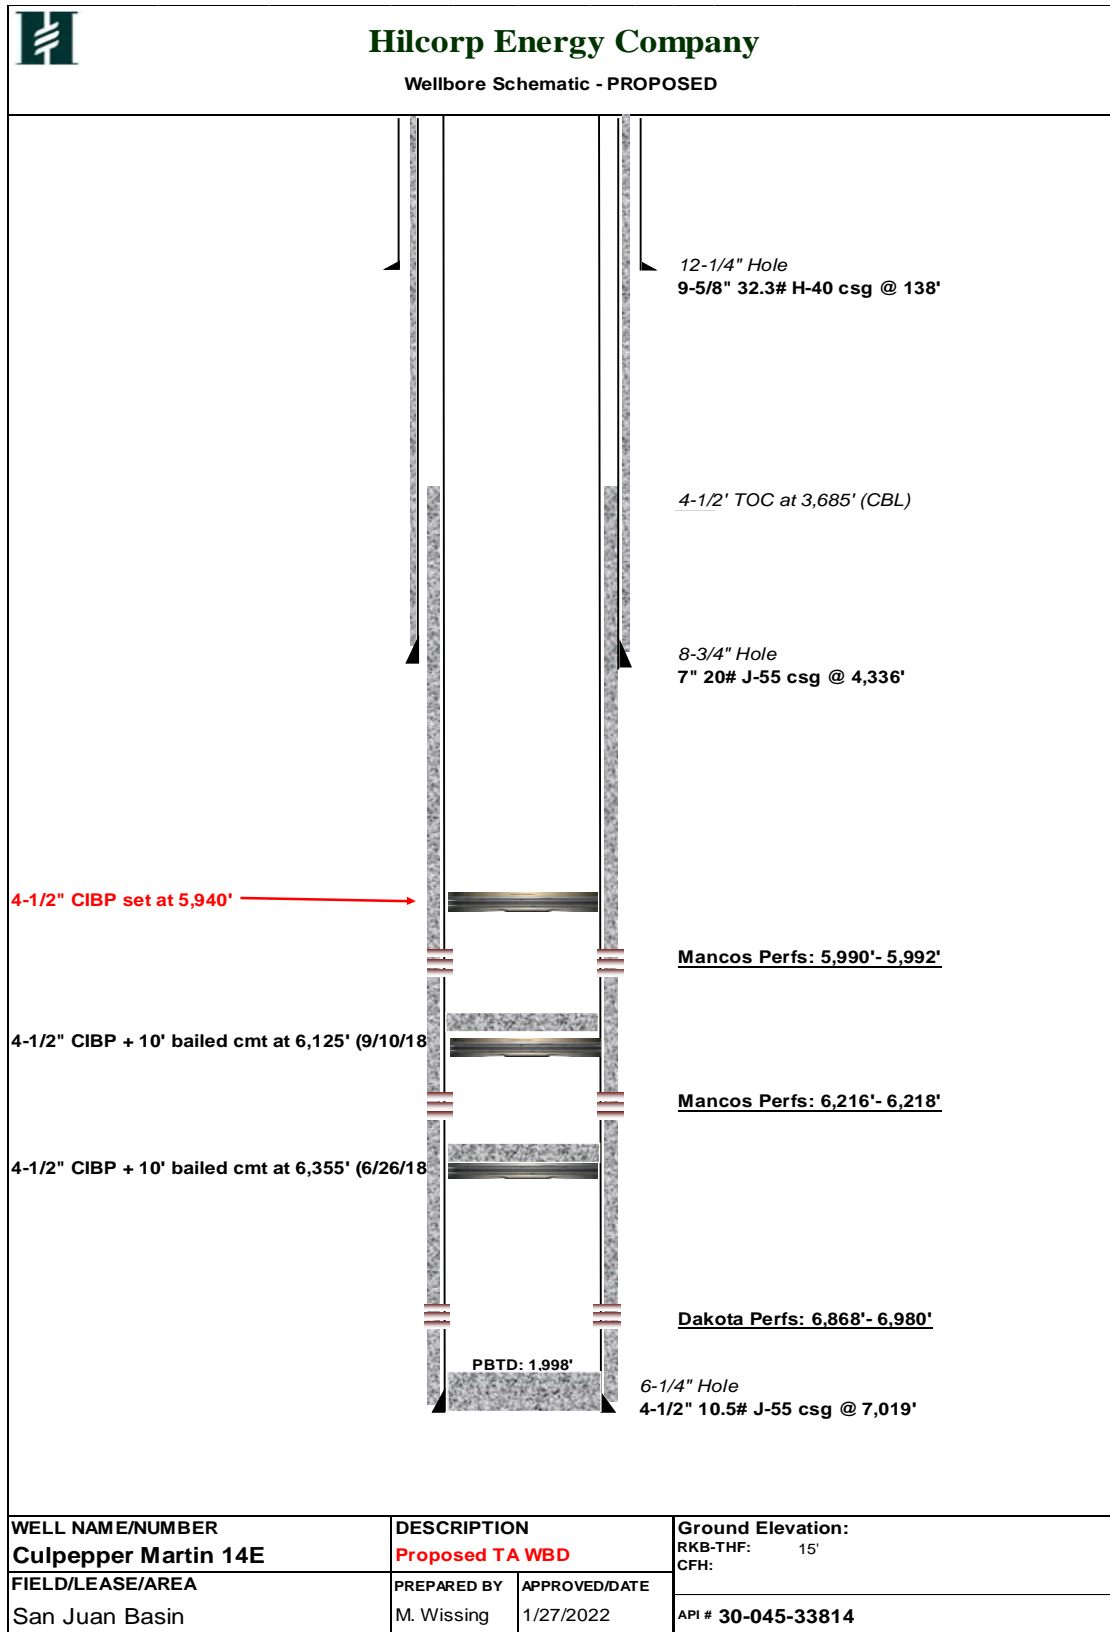 Hilcorp Energy Company
Wellbore Schematic - PROPOSED
12-1/4" Hole
9-5/8" 32.3# H-40 csg @ 138'
4-1/2' TOC at 3,685' (CBL)
8-3/4" Hole
7" 20# J-55 csg @ 4,336'
4-1/2" CIBP set at 5,940'
Mancos Perfs: 5,990'- 5,992'
4-1/2" CIBP + 10' bailed cmt at 6,125' (9/10/18
Mancos Perfs: 6,216'- 6,218'
4-1/2" CIBP + 10' bailed cmt at 6,355' (6/26/18
Dakota Perfs: 6,868'- 6,980'
PBTD: 1,998'
6-1/4" Hole
4-1/2" 10.5# J-55 csg @ 7,019'
WELL NAME/NUMBER
Culpepper Martin 14E
DESCRIPTION
Proposed TA WBD
Ground Elevation:
RKB-THF: 15'
CFH:
FIELD/LEASE/AREA
San Juan Basin
PREPARED BY
M. Wissing
APPROVED/DATE
1/27/2022
API # 30-045-33814